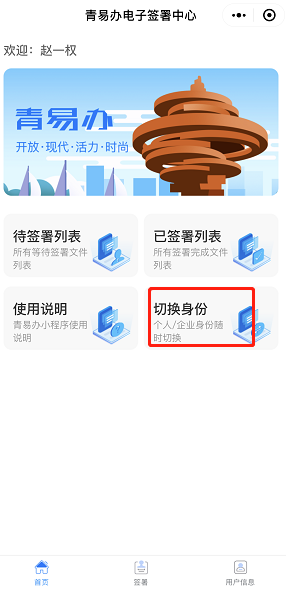 青易办电子签署中心
欢迎：赵一权
青易办
开放·现代·活力·时尚
待签署列表
所有等待签署文件
列表
已签署列表
所有签署完成文件
列表
使用说明
青易办小程序使用
说明
切换身份
个人/企业身份随
时切换
首页
签署
用户信息